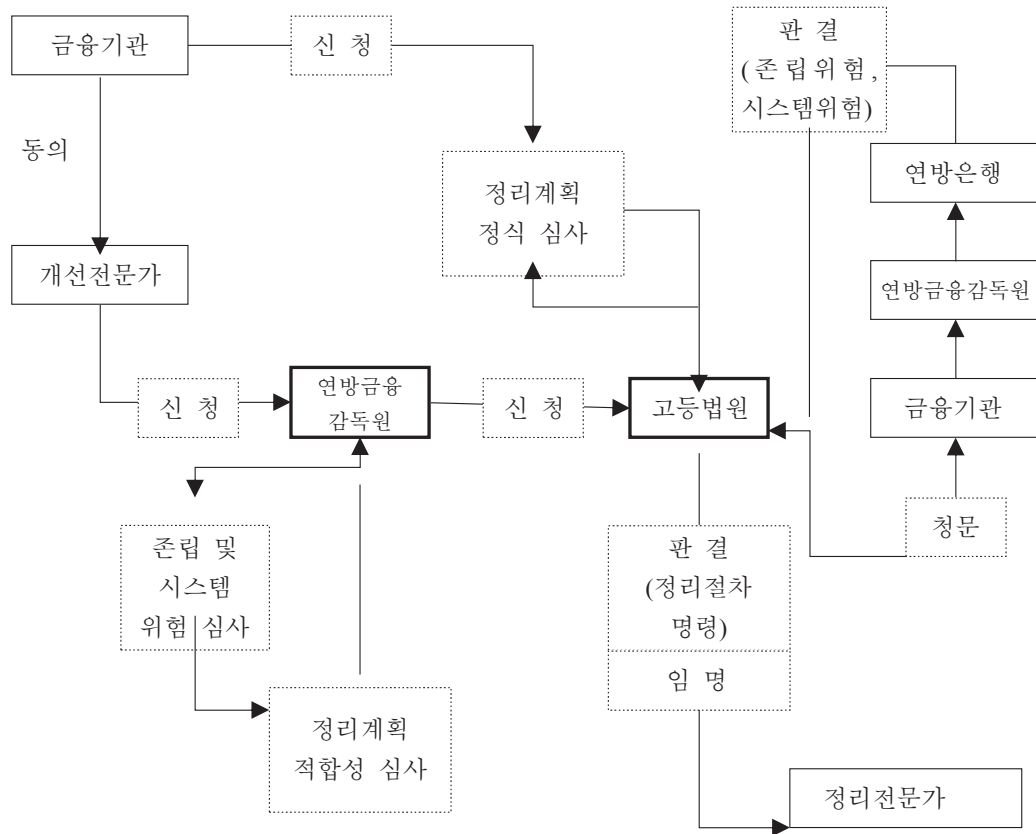 금융기관
신 청
판 결
(존립위험,
시스템위험)
동의
정리계획
정식 심사
연방은행
개선전문가
연방금융감독원
신 청
연방금융
감독원
신 청
고등법원
금융기관
청문
존립 및
시스템
위험 심사
판 결
(정리절차
명령)
임 명
정리계획
적합성 심사
정리전문가